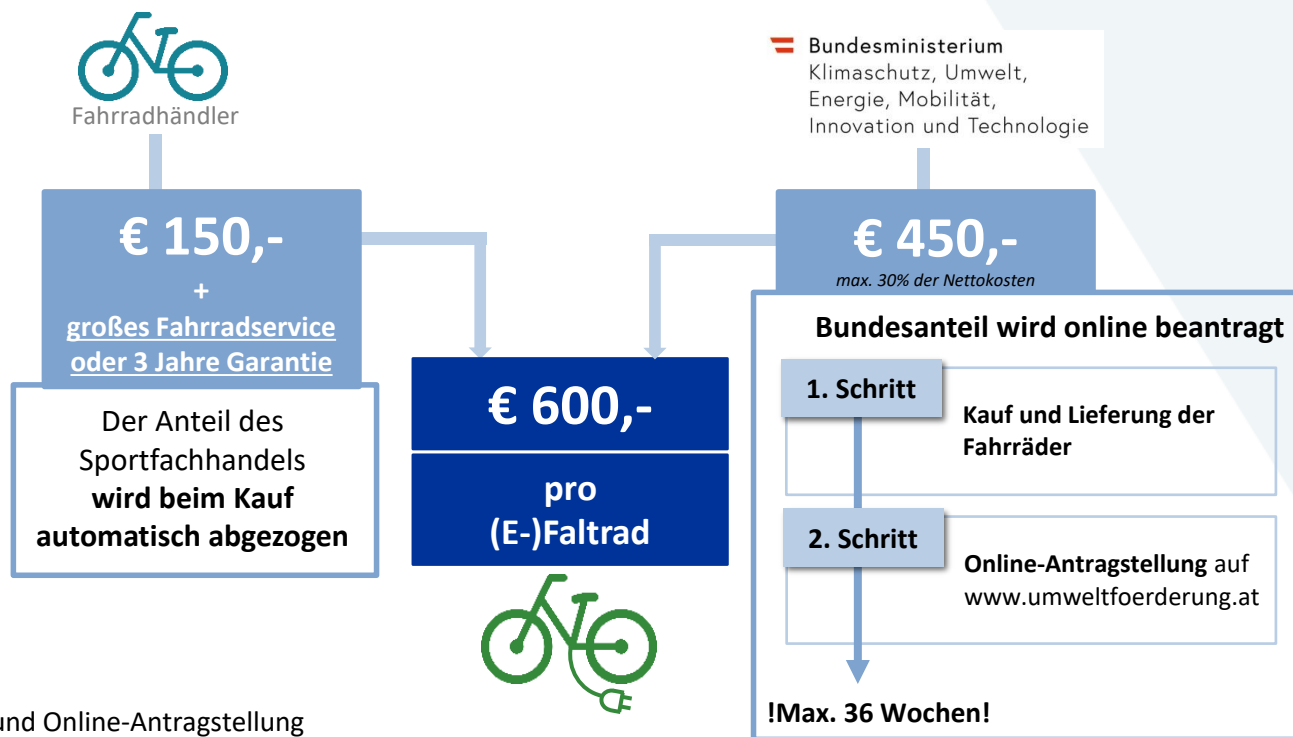 Fahrradhändler
Bundesministerium
Klimaschutz, Umwelt,
Energie, Mobilität,
Innovation und Technologie
€ 150,-
+
großes Fahrradservice
oder 3 Jahre Garantie
Der Anteil des
Sportfachhandels
wird beim Kauf
automatisch abgezogen
€ 600,-
pro
(E-)Faltrad
€ 450,-
max. 30% der Nettokosten
Bundesanteil wird online beantragt
1. Schritt
Kauf und Lieferung der
Fahrräder
2. Schritt
Online-Antragstellung auf
www.umweltfoerderung.at
!Max. 36 Wochen!
und Online-Antragstellung